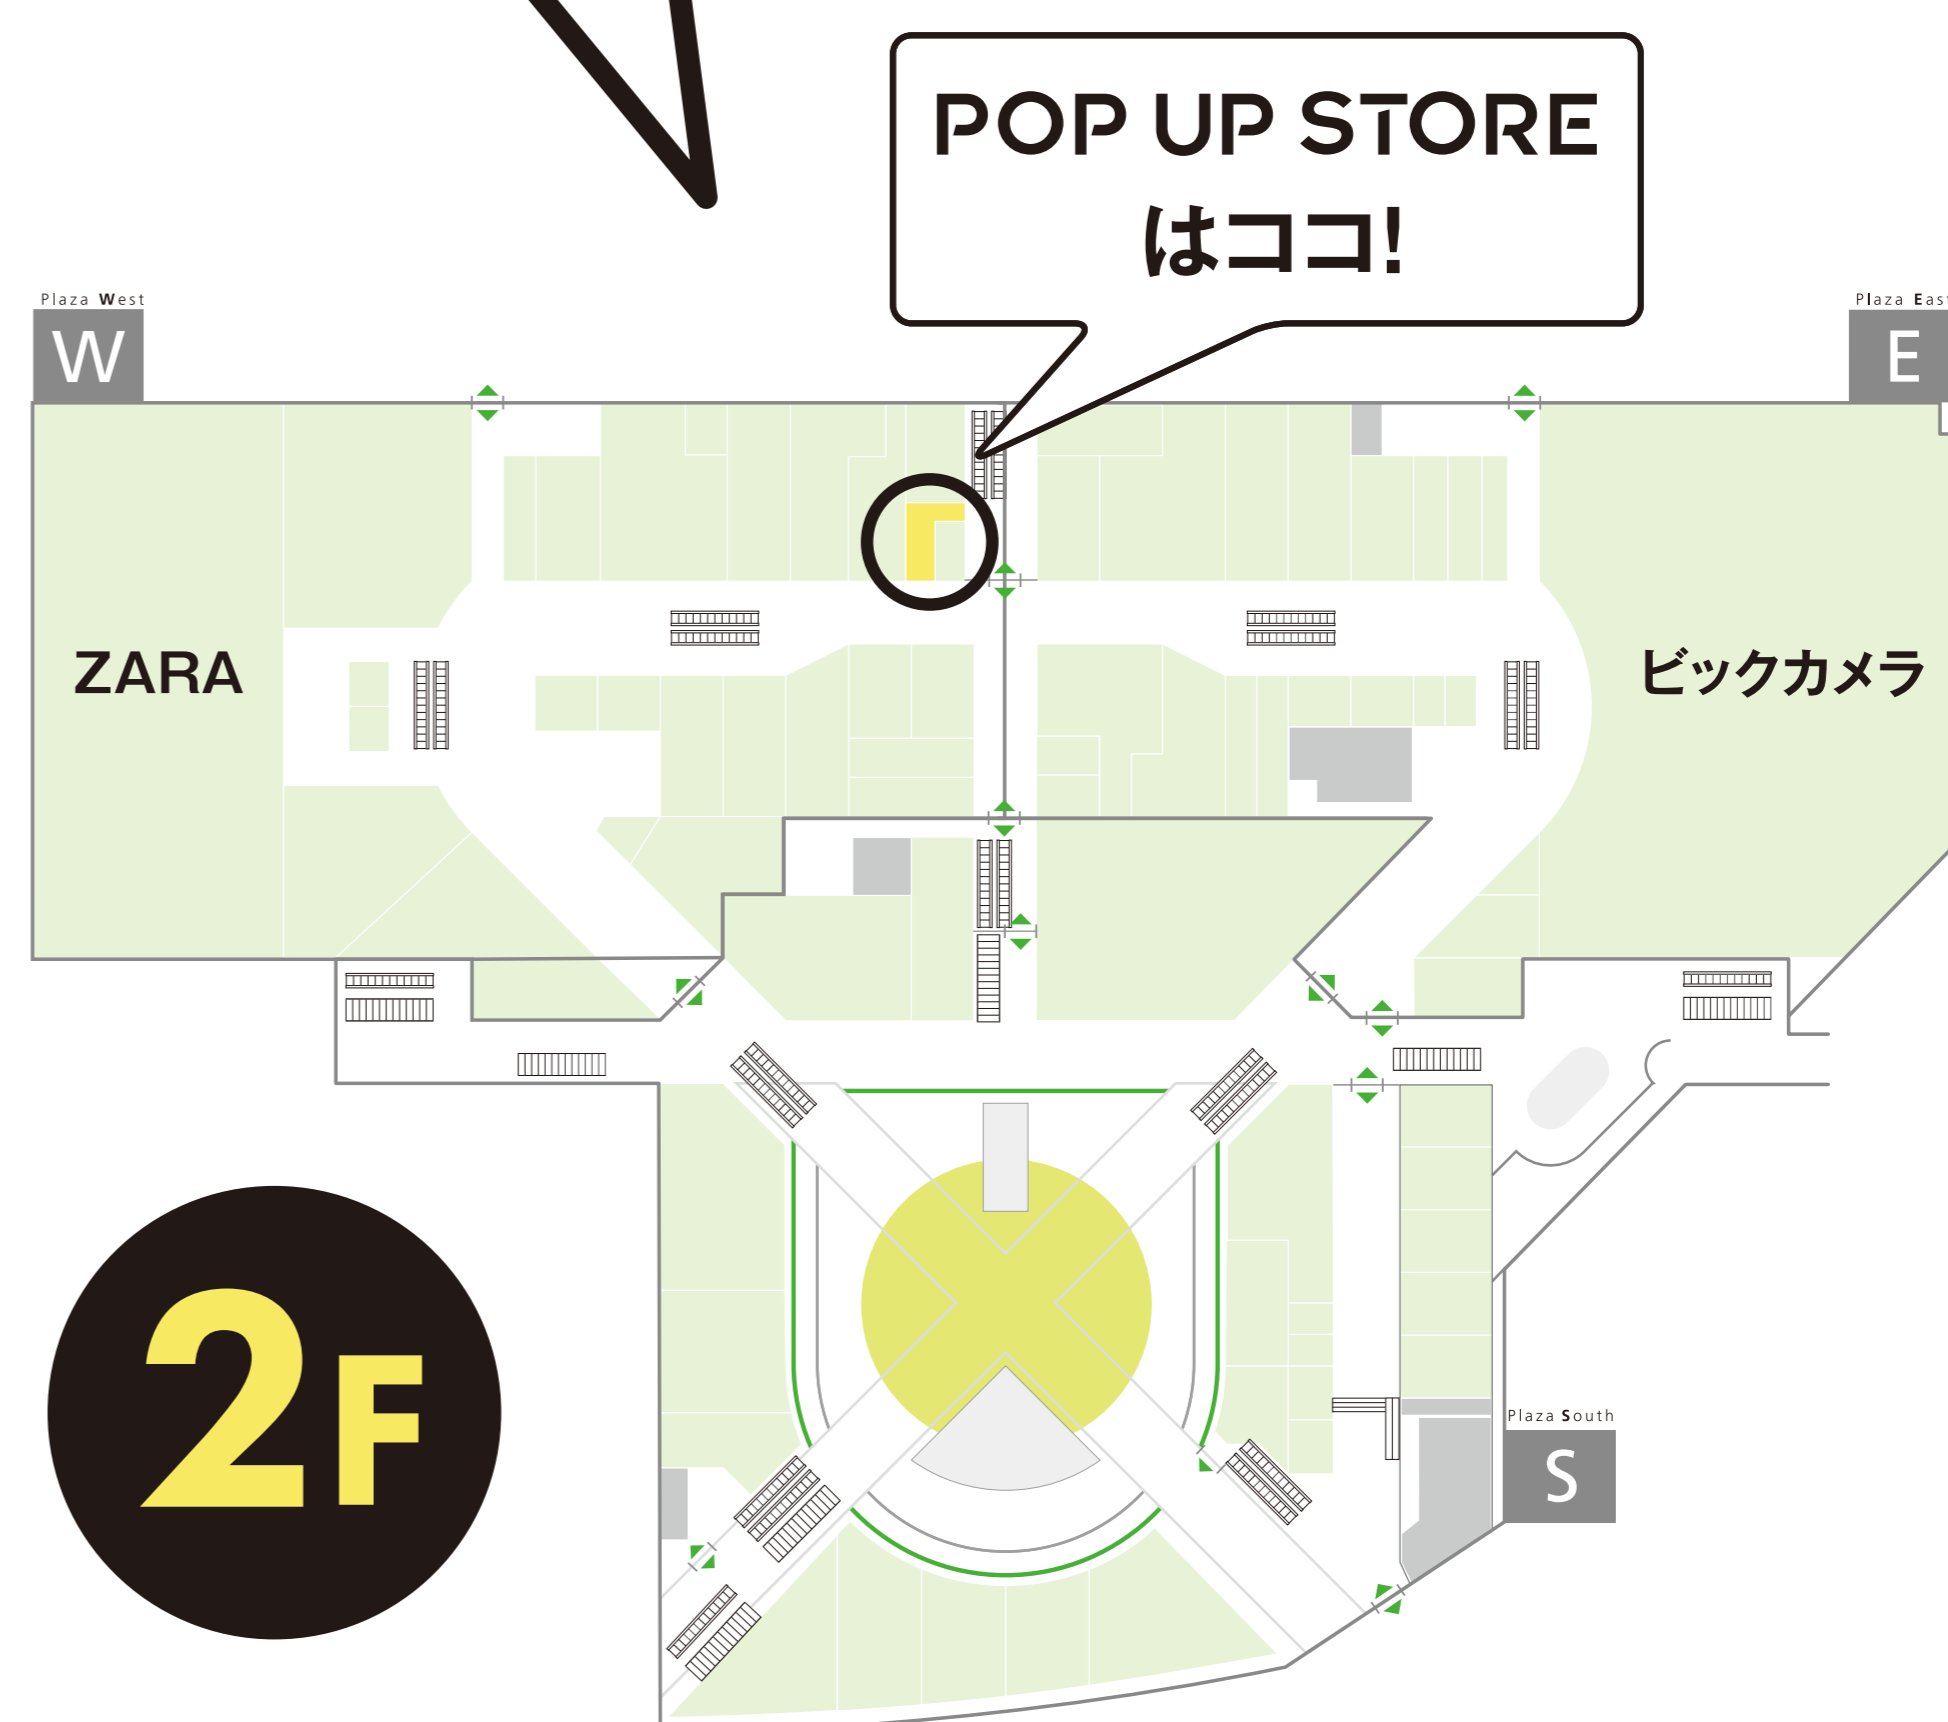 POP UP STORE
はココ!
Plaza West
W
Plaza East
E
ZARA
ビックカメラ
2F
Plaza South
S